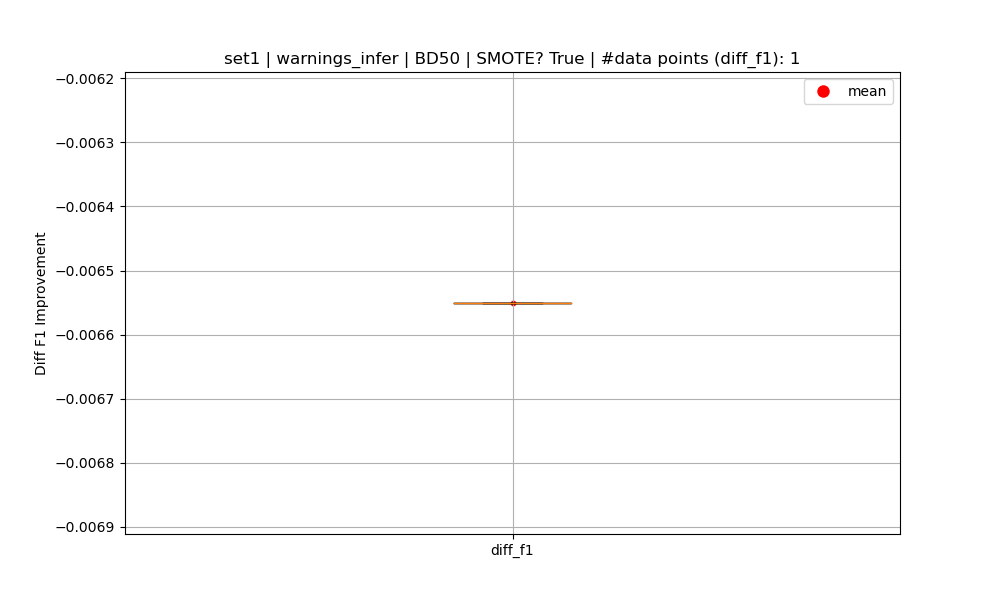 set1 | warnings_infer | BD50 | SMOTE? True | #data points (diff_f1): 1
mean
Diff F1 Improvement
−0.0062
−0.0063
−0.0064
−0.0065
−0.0066
−0.0067
−0.0068
−0.0069
diff_f1